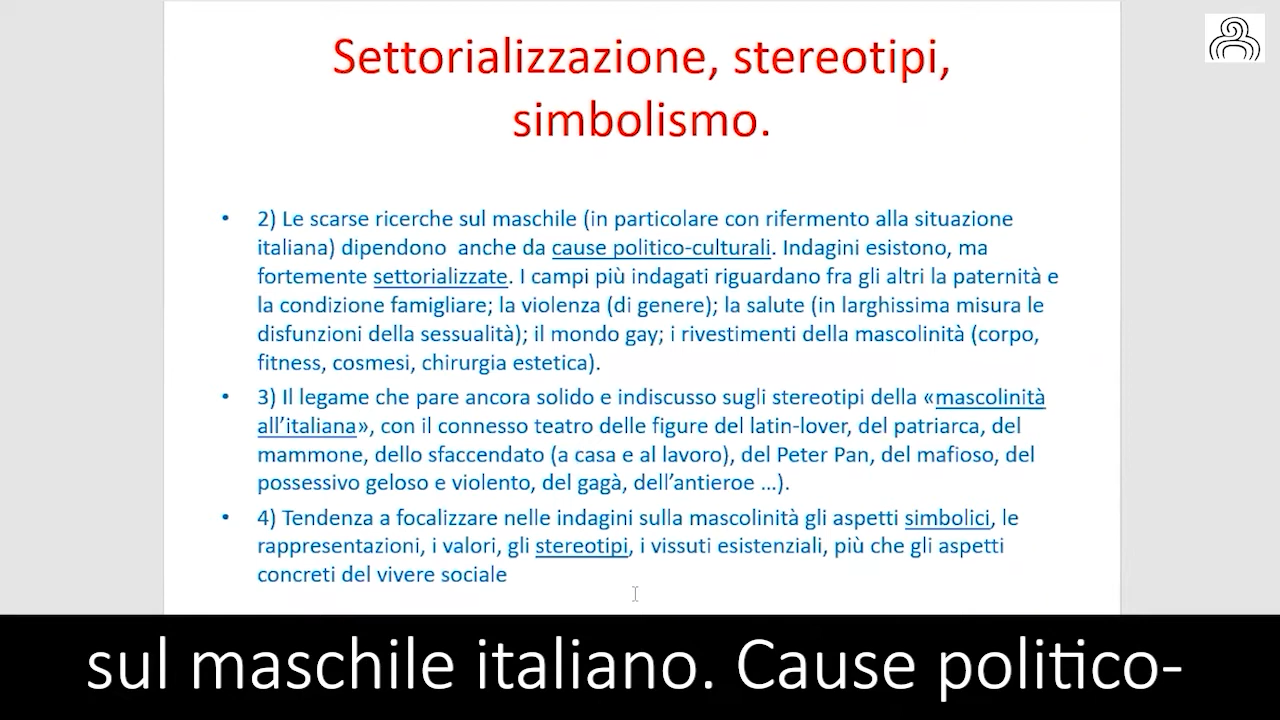 Settorializzazione, stereotipi,
simbolismo.
• 2) Le scarse ricerche sul maschile (in particolare con rifermento alla situazione
italiana) dipendono anche da cause politico-culturali. Indagini esistono, ma
fortemente settorializzate. I campi più indagati riguardano fra gli altri la paternità e
la condizione famigliare; la violenza (di genere); la salute (in larghissima misura le
disfunzioni della sessualità); il mondo gay; i rivestimenti della mascolinità (corpo,
fitness, cosmesi, chirurgia estetica).
• 3) Il legame che pare ancora solido e indiscusso sugli stereotipi della «mascolinità
all’italiana», con il connesso teatro delle figure del latin-lover, del patriarca, del
mammone, dello sfaccendato (a casa e al lavoro), del Peter Pan, del mafioso, del
possessivo geloso e violento, del gagà, dell’antieroe …).
• 4) Tendenza a focalizzare nelle indagini sulla mascolinità gli aspetti simbolici, le
rappresentazioni, i valori, gli stereotipi, i vissuti esistenziali, più che gli aspetti
concreti del vivere sociale
sul maschile italiano. Cause politico-